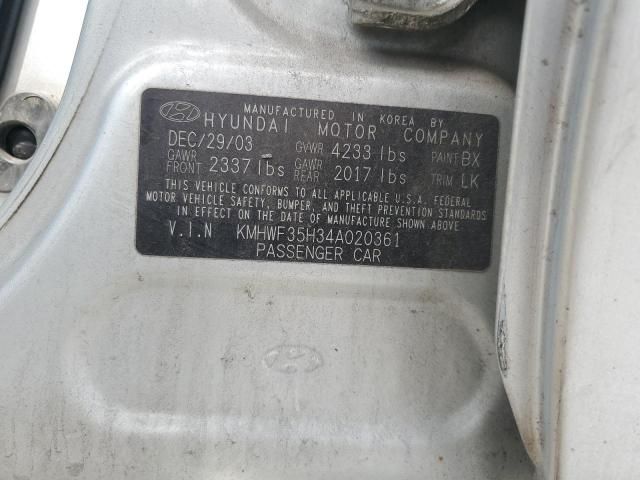 MANUFACTURED IN KOREA BY
HYUNDAI MOTOR COMPANY
DEC/29/03 GVWR 4233 lbs PAINT BX
GAWR FRONT 2337 lbs GAWR REAR 2017 lbs TRIM LK
THIS VEHICLE CONFORMS TO ALL APPLICABLE U.S.A. FEDERAL
MOTOR VEHICLE SAFETY, BUMPER, AND THEFT PREVENTION STANDARDS
IN EFFECT ON THE DATE OF MANUFACTURE SHOWN ABOVE
V.I.N KMHWF35H34A020361
PASSENGER CAR